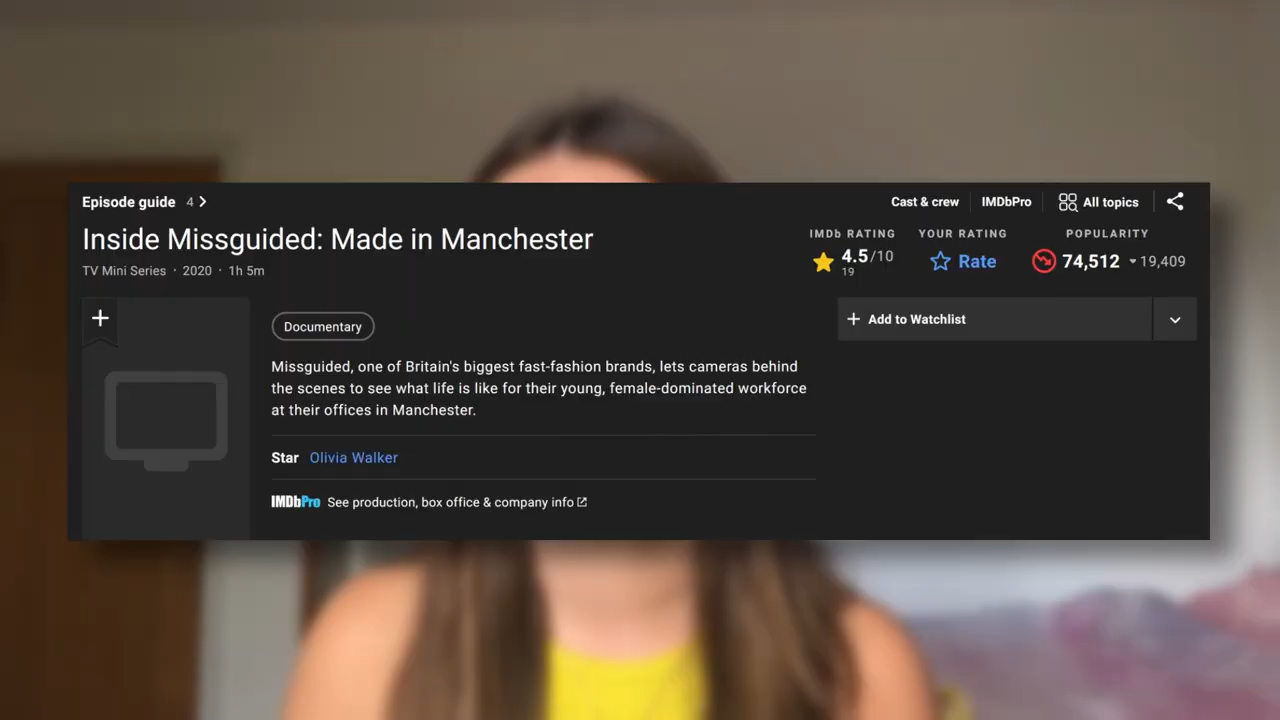 Episode guide 4
Cast & crew IMDbPro All topics
Inside Missguided: Made in Manchester
TV Mini Series · 2020 · 1h 5m
IMDb RATING YOUR RATING POPULARITY
4.5/10 Rate 74,512 19,409
19
+ Add to Watchlist
Documentary
Missguided, one of Britain's biggest fast-fashion brands, lets cameras behind
the scenes to see what life is like for their young, female-dominated workforce
at their offices in Manchester.
Star Olivia Walker
IMDbPro See production, box office & company info